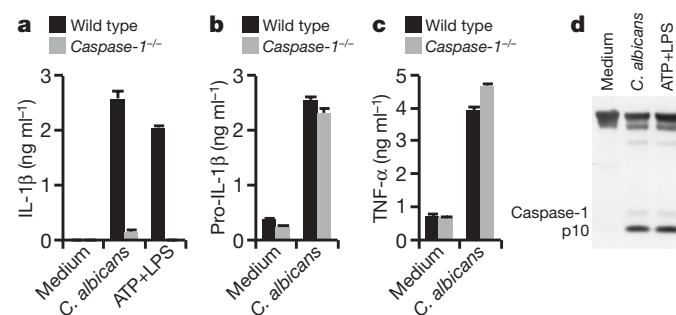 a
Wild type
Caspase-1–/–
IL-1β (ng ml–1)
3
2
1
0
Medium
C. albicans
ATP+LPS
b
Wild type
Caspase-1–/–
Pro-IL-1β (ng ml–1)
3
2
1
0
Medium
C. albicans
c
Wild type
Caspase-1–/–
TNF-α (ng ml–1)
5
4
3
2
1
0
Medium
C. albicans
d
Medium
C. albicans
ATP+LPS
Caspase-1
p10